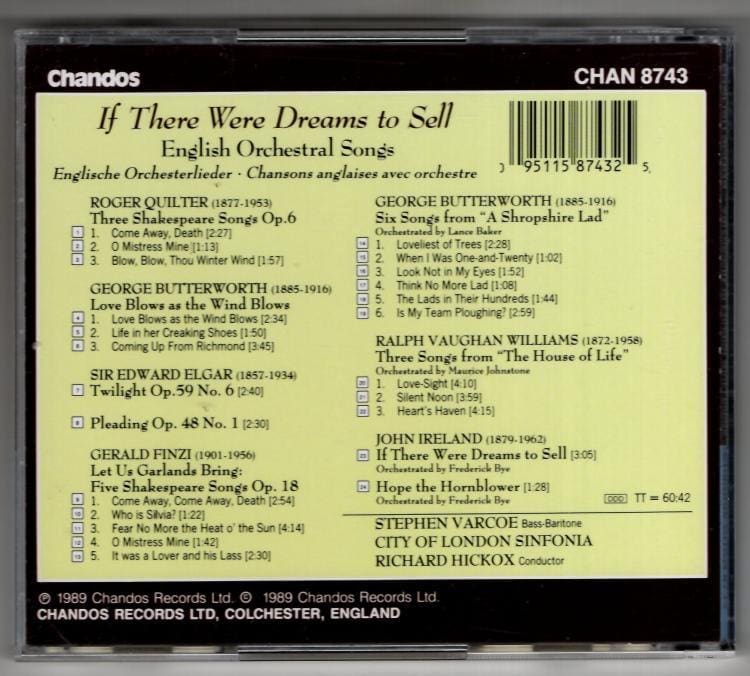 Chandos
CHAN 8743
If There Were Dreams to Sell
English Orchestral Songs
Englische Orchesterlieder · Chansons anglaises avec orchestre
0 95115 87432 5
ROGER QUILTER (1877-1953)
Three Shakespeare Songs Op.6
1 1. Come Away, Death [2:27]
2 2. O Mistress Mine [1:13]
3 3. Blow, Blow, Thou Winter Wind [1:57]
GEORGE BUTTERWORTH (1885-1916)
Love Blows as the Wind Blows
4 1. Love Blows as the Wind Blows [2:34]
5 2. Life in her Creaking Shoes [1:50]
6 3. Coming Up From Richmond [3:45]
SIR EDWARD ELGAR (1857-1934)
7 Twilight Op.59 No. 6 [2:40]
8 Pleading Op. 48 No. 1 [2:30]
GERALD FINZI (1901-1956)
Let Us Garlands Bring:
Five Shakespeare Songs Op. 18
9 1. Come Away, Come Away, Death [2:54]
10 2. Who is Silvia? [1:22]
11 3. Fear No More the Heat o' the Sun [4:14]
12 4. O Mistress Mine [1:42]
13 5. It was a Lover and his Lass [2:30]
GEORGE BUTTERWORTH (1885-1916)
Six Songs from "A Shropshire Lad"
Orchestrated by Lance Baker
14 1. Loveliest of Trees [2:28]
15 2. When I Was One-and-Twenty [1:02]
16 3. Look Not in My Eyes [1:52]
17 4. Think No More Lad [1:08]
18 5. The Lads in Their Hundreds [1:44]
19 6. Is My Team Ploughing? [2:59]
RALPH VAUGHAN WILLIAMS (1872-1958)
Three Songs from "The House of Life"
Orchestrated by Maurice Johnstone
20 1. Love-Sight [4:10]
21 2. Silent Noon [3:59]
22 3. Heart's Haven [4:15]
JOHN IRELAND (1879-1962)
23 If There Were Dreams to Sell [3:05]
Orchestrated by Frederick Bye
24 Hope the Hornblower [1:28]
Orchestrated by Frederick Bye
DDD TT = 60:42
STEPHEN VARCOE Bass-Baritone
CITY OF LONDON SINFONIA
RICHARD HICKOX Conductor
℗ 1989 Chandos Records Ltd. © 1989 Chandos Records Ltd.
CHANDOS RECORDS LTD, COLCHESTER, ENGLAND